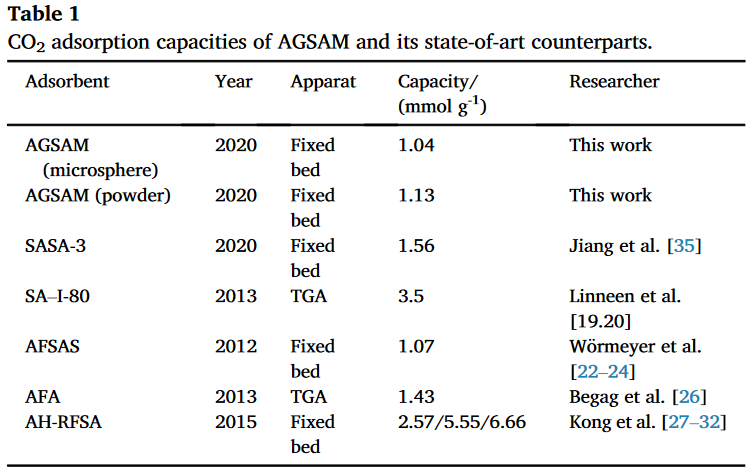 Table 1
CO2 adsorption capacities of AGSAM and its state-of-art counterparts.
Adsorbent Year Apparat Capacity/ Researcher
(mmol g-1)
AGSAM 2020 Fixed 1.04 This work
(microsphere) bed
AGSAM (powder) 2020 Fixed 1.13 This work
bed
SASA-3 2020 Fixed 1.56 Jiang et al. [35]
bed
SA–I-80 2013 TGA 3.5 Linneen et al.
[19.20]
AFSAS 2012 Fixed 1.07 Wörmeyer et al.
bed [22–24]
AFA 2013 TGA 1.43 Begag et al. [26]
AH-RFSA 2015 Fixed 2.57/5.55/6.66 Kong et al. [27–32]
bed